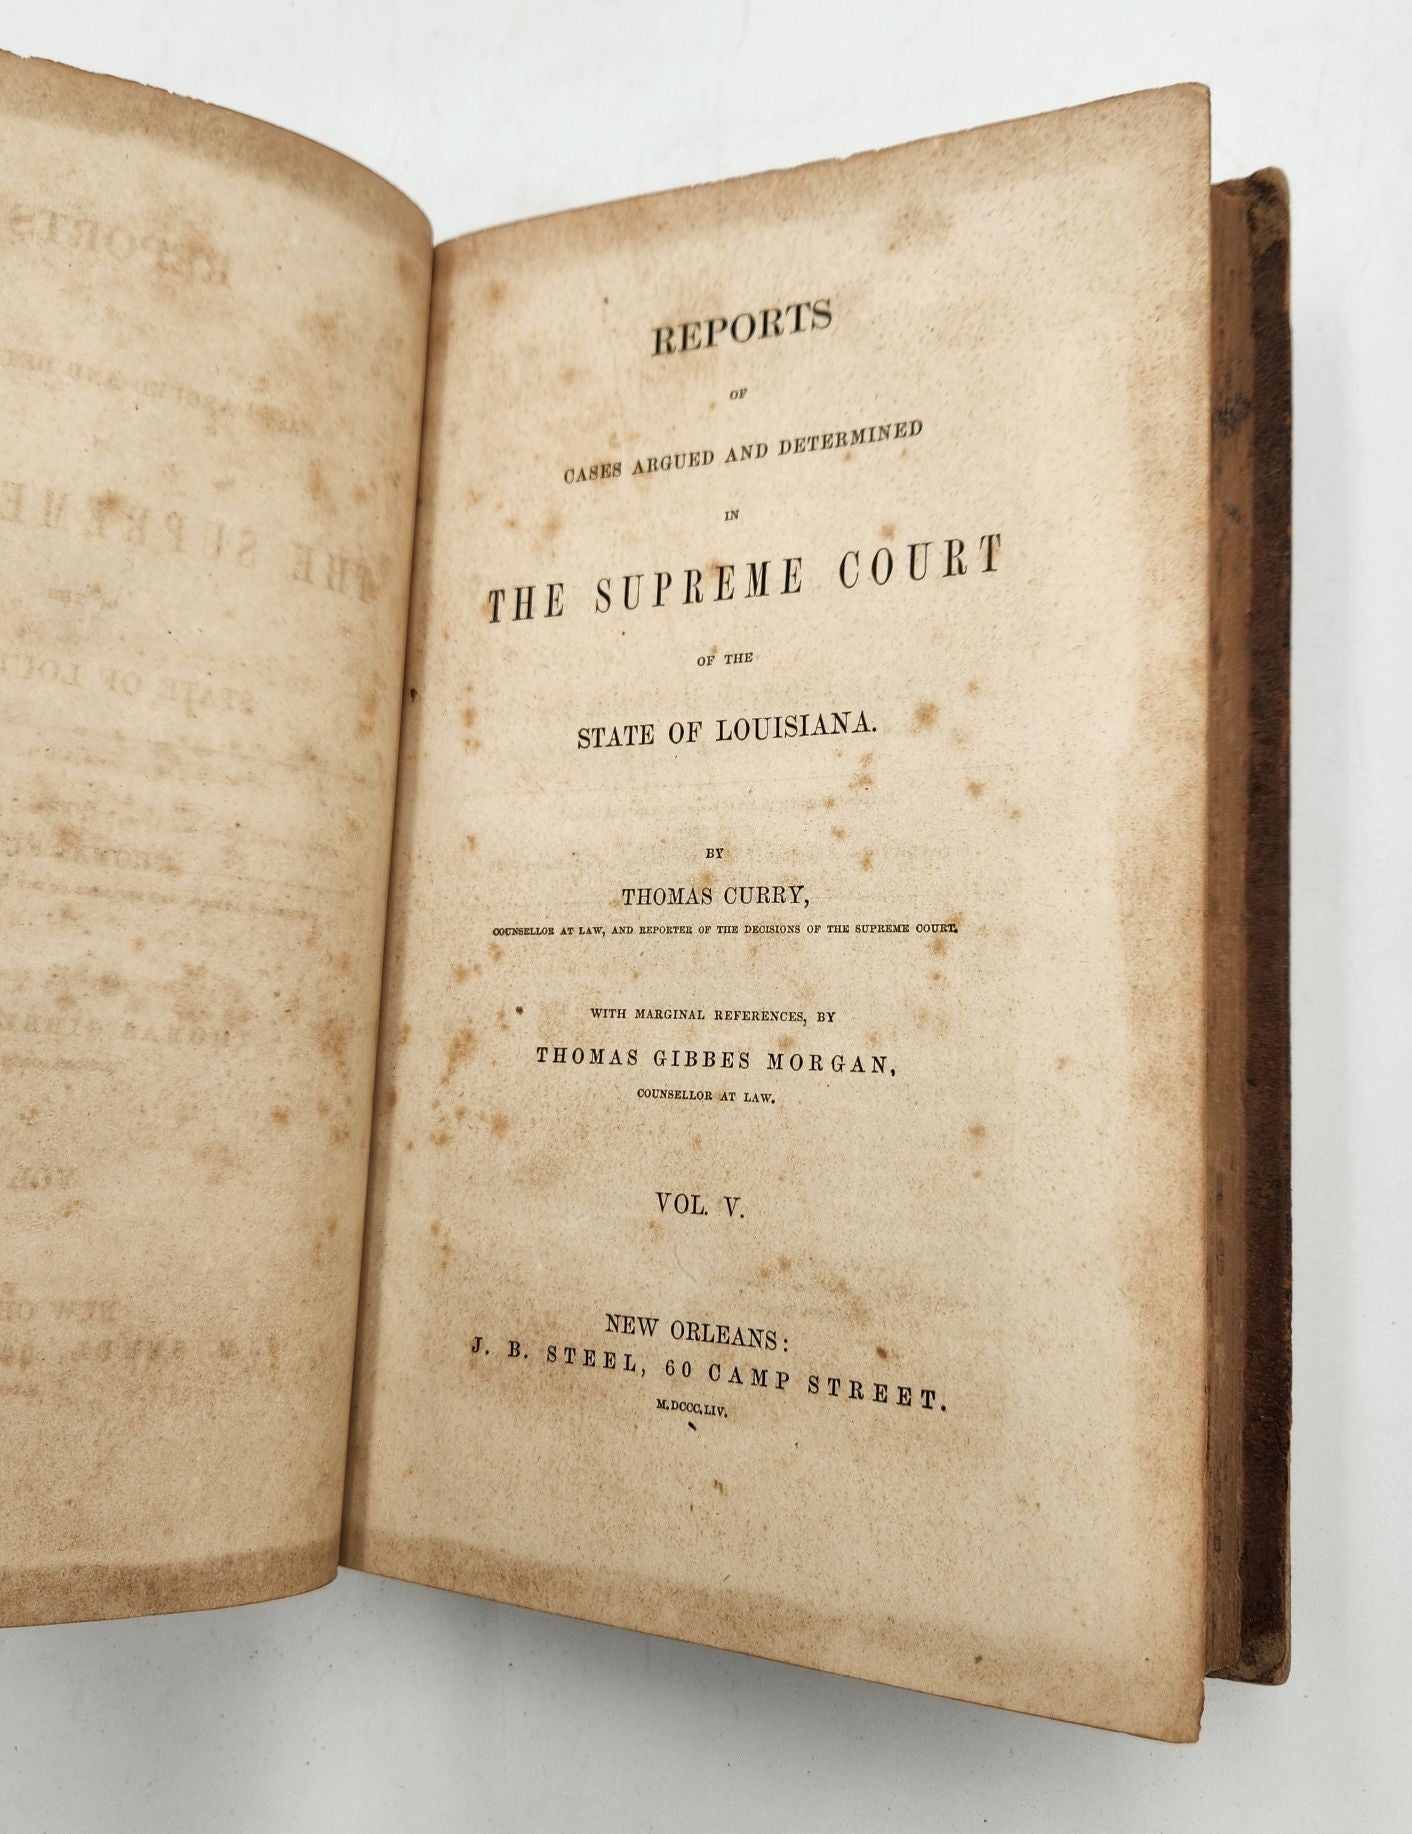 REPORTS
OF
CASES ARGUED AND DETERMINED
IN
THE SUPREME COURT
OF THE
STATE OF LOUISIANA.
BY
THOMAS CURRY,
COUNSELLOR AT LAW, AND REPORTER OF THE DECISIONS OF THE SUPREME COURT.
WITH MARGINAL REFERENCES, BY
THOMAS GIBBES MORGAN,
COUNSELLOR AT LAW.
VOL. V.
NEW ORLEANS:
J. B. STEEL, 60 CAMP STREET.
M.DCCC.LIV.